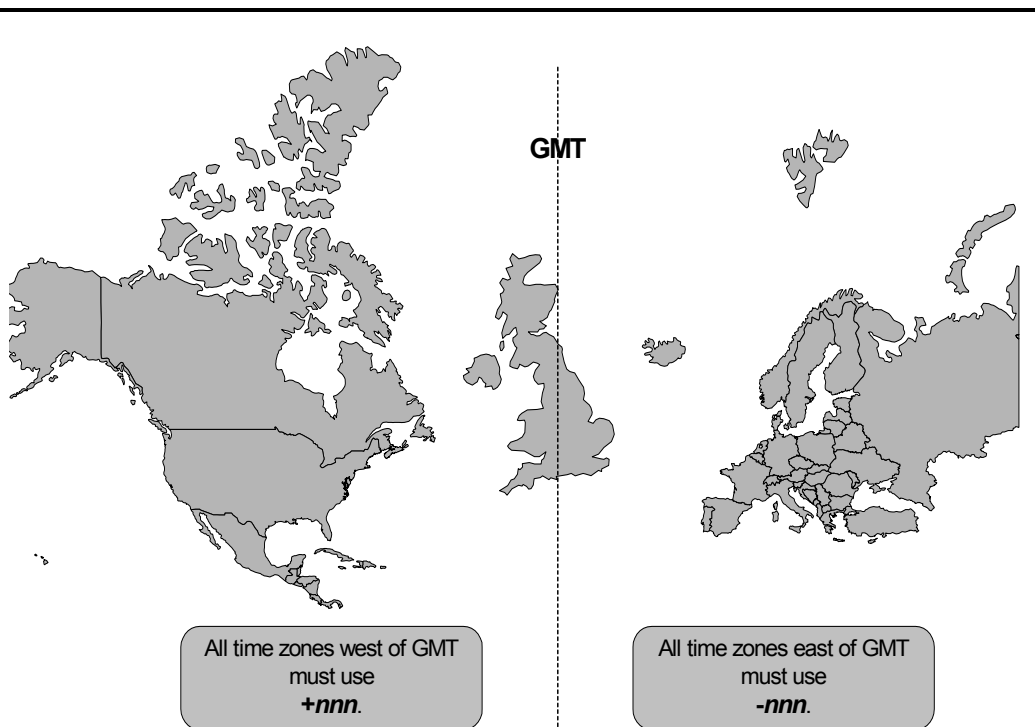 GMT
All time zones west of GMT
must use
+nnn.
All time zones east of GMT
must use
-nnn.